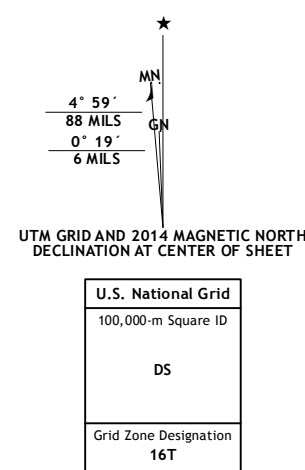 ★
MN
4° 59´
88 MILS
GN
0° 19´
6 MILS
UTM GRID AND 2014 MAGNETIC NORTH
DECLINATION AT CENTER OF SHEET
U.S. National Grid
100,000-m Square ID
DS
Grid Zone Designation
16T